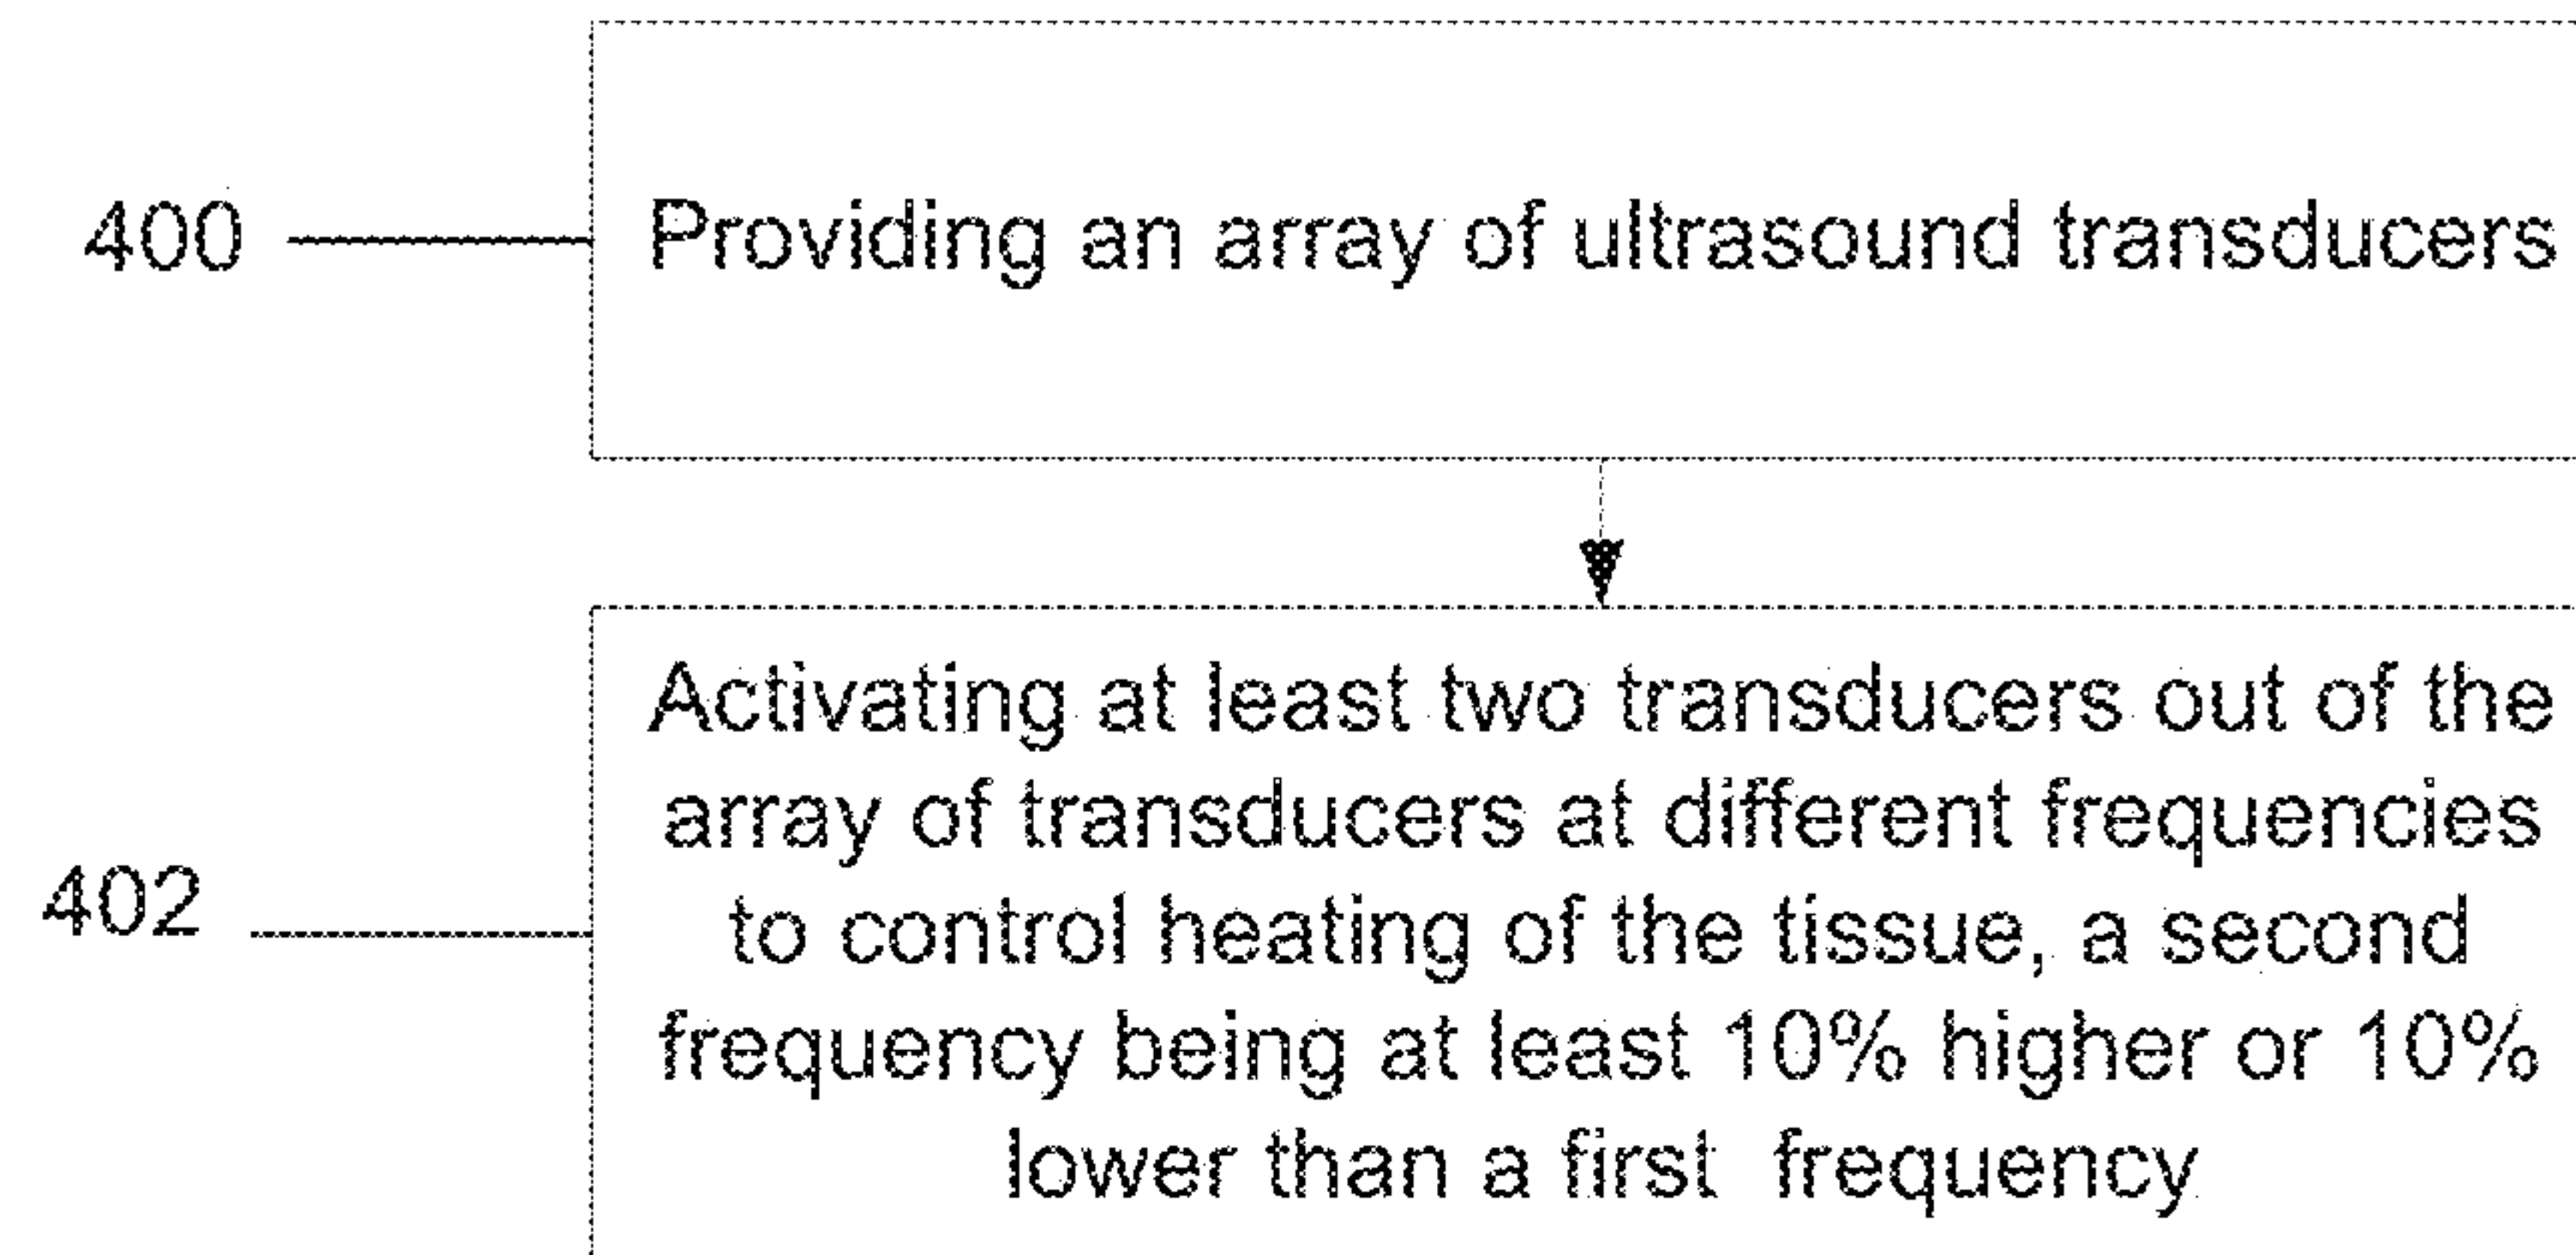 400
Providing an array of ultrasound transducers
Activating at least two transducers out of the
array of transducers at different frequencies
402
to control heating of the tissue, a second
frequency being at least 10% higher or 10%
lower than a first frequency